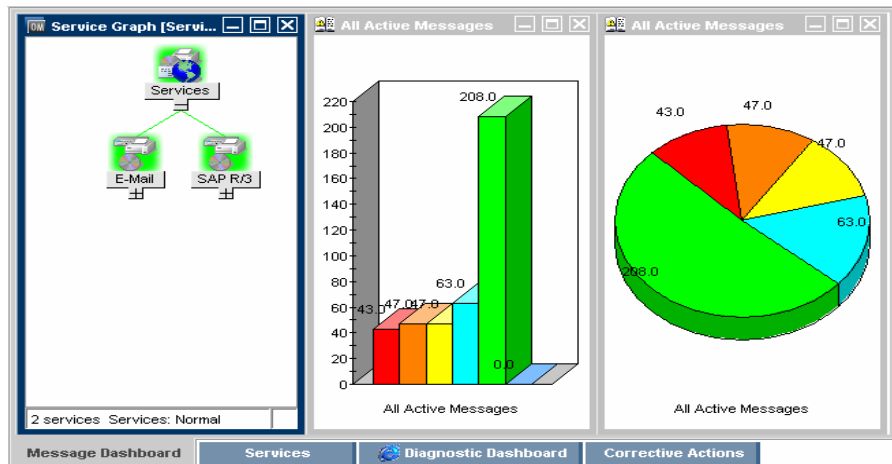 Service Graph [Servi...
Services
E-Mail
SAP R/3
2 services Services: Normal
All Active Messages
220
200
180
160
140
120
100
80
60
40
20
0
208.0
63.0
43.0
47.0
47.0
0.0
All Active Messages
All Active Messages
43.0
47.0
47.0
63.0
208.0
All Active Messages
Message Dashboard
Services
Diagnostic Dashboard
Corrective Actions